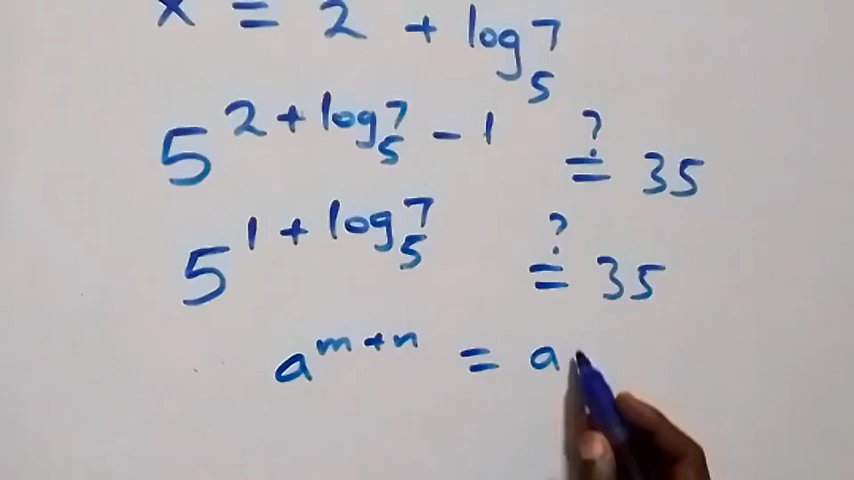 x = 2 + log₅7
5^(2 + log₅7 - 1) ≟ 35
5^(1 + log₅7) ≟ 35
a^(m+n) = a